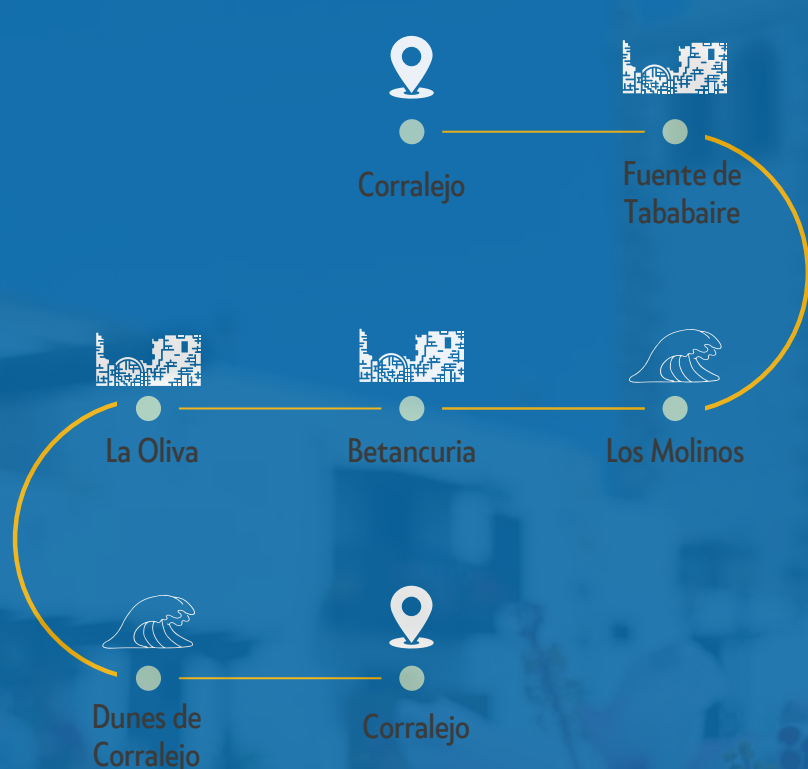 Corralejo
Fuente de
Tababaire
La Oliva
Betancuria
Los Molinos
Dunes de
Corralejo
Corralejo